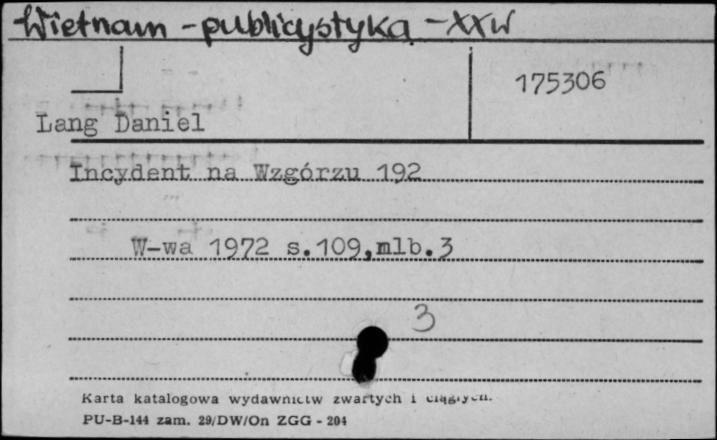 Wietnam - publicystyka - XXW
175306
Lang Daniel
Incydent na Wzgórzu 192
W-wa 1972 s.109,nlb.3
3
Karta katalogowa wydawnictw zwartych i ciągłych.
PU-B-144 zam. 29/DW/On ZGG - 204